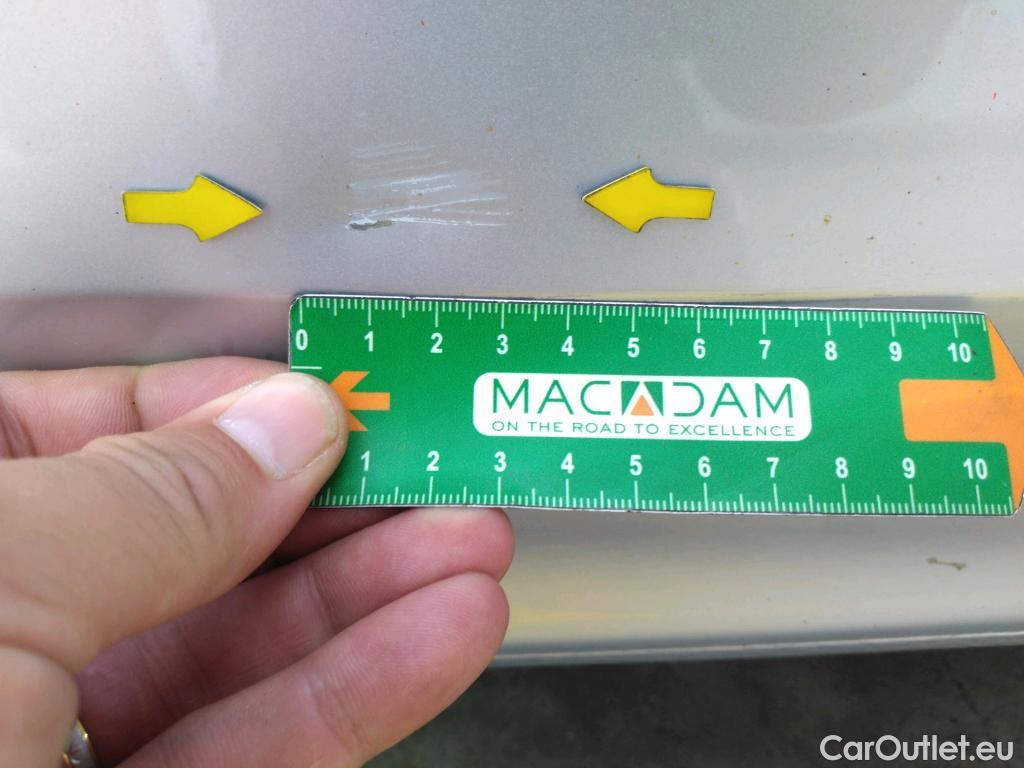 0 1 2 3 4 5 6 7 8 9 10
MACADAM
ON THE ROAD TO EXCELLENCE
1 2 3 4 5 6 7 8 9 10
CarOutlet.eu